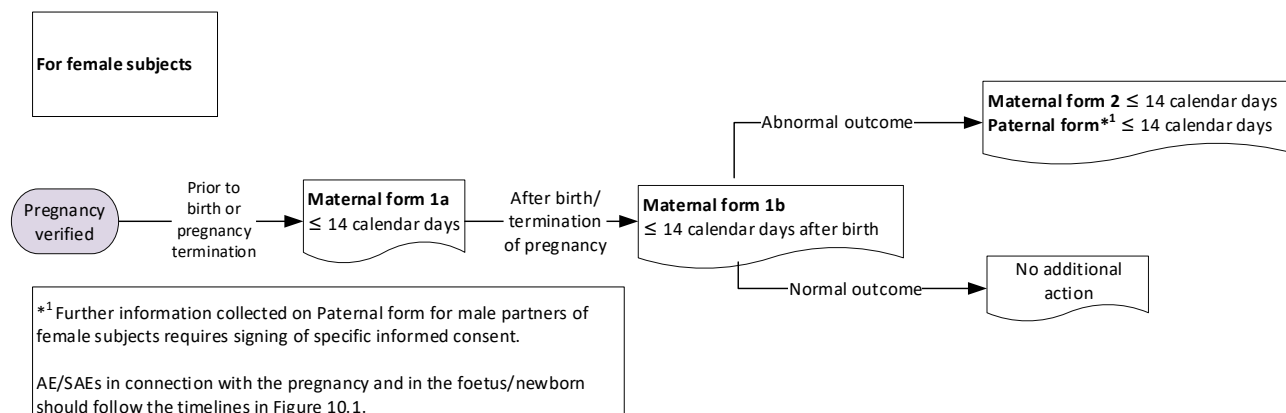 For female subjects
Maternal form 2 ≤ 14 calendar days
Paternal form*1 ≤ 14 calendar days
Abnormal outcome
Pregnancy
verified
Prior to
birth or
pregnancy
termination
Maternal form 1a
≤ 14 calendar days
After birth/
termination
of pregnancy
Maternal form 1b
≤ 14 calendar days after birth
Normal outcome
No additional
action
*1 Further information collected on Paternal form for male partners of
female subjects requires signing of specific informed consent.
AE/SAEs in connection with the pregnancy and in the foetus/newborn
should follow the timelines in Figure 10.1.